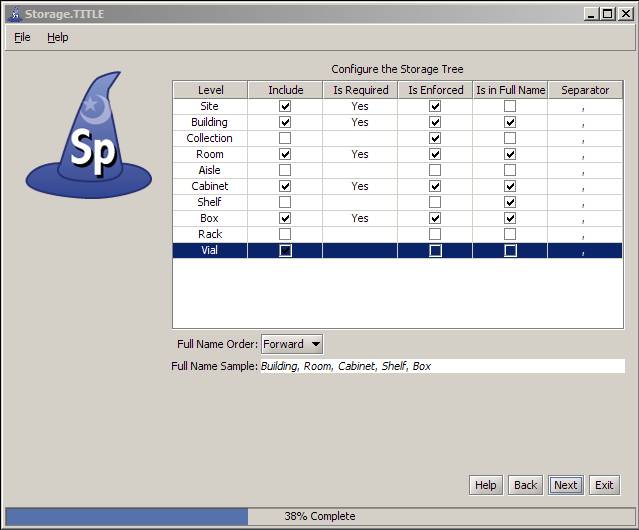 Storage.TITLE
File Help
Sp
Configure the Storage Tree
Level Include Is Required Is Enforced Is in Full Name Separator
Site Yes ,
Building Yes ,
Collection ,
Room Yes ,
Aisle ,
Cabinet Yes ,
Shelf ,
Box Yes ,
Rack ,
Vial ,
Full Name Order: Forward
Full Name Sample: Building, Room, Cabinet, Shelf, Box
Help Back Next Exit
38% Complete